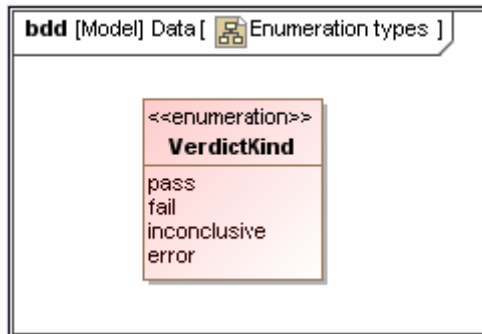 bdd [Model] Data [ Enumeration types ]
<<enumeration>>
VerdictKind
pass
fail
inconclusive
error